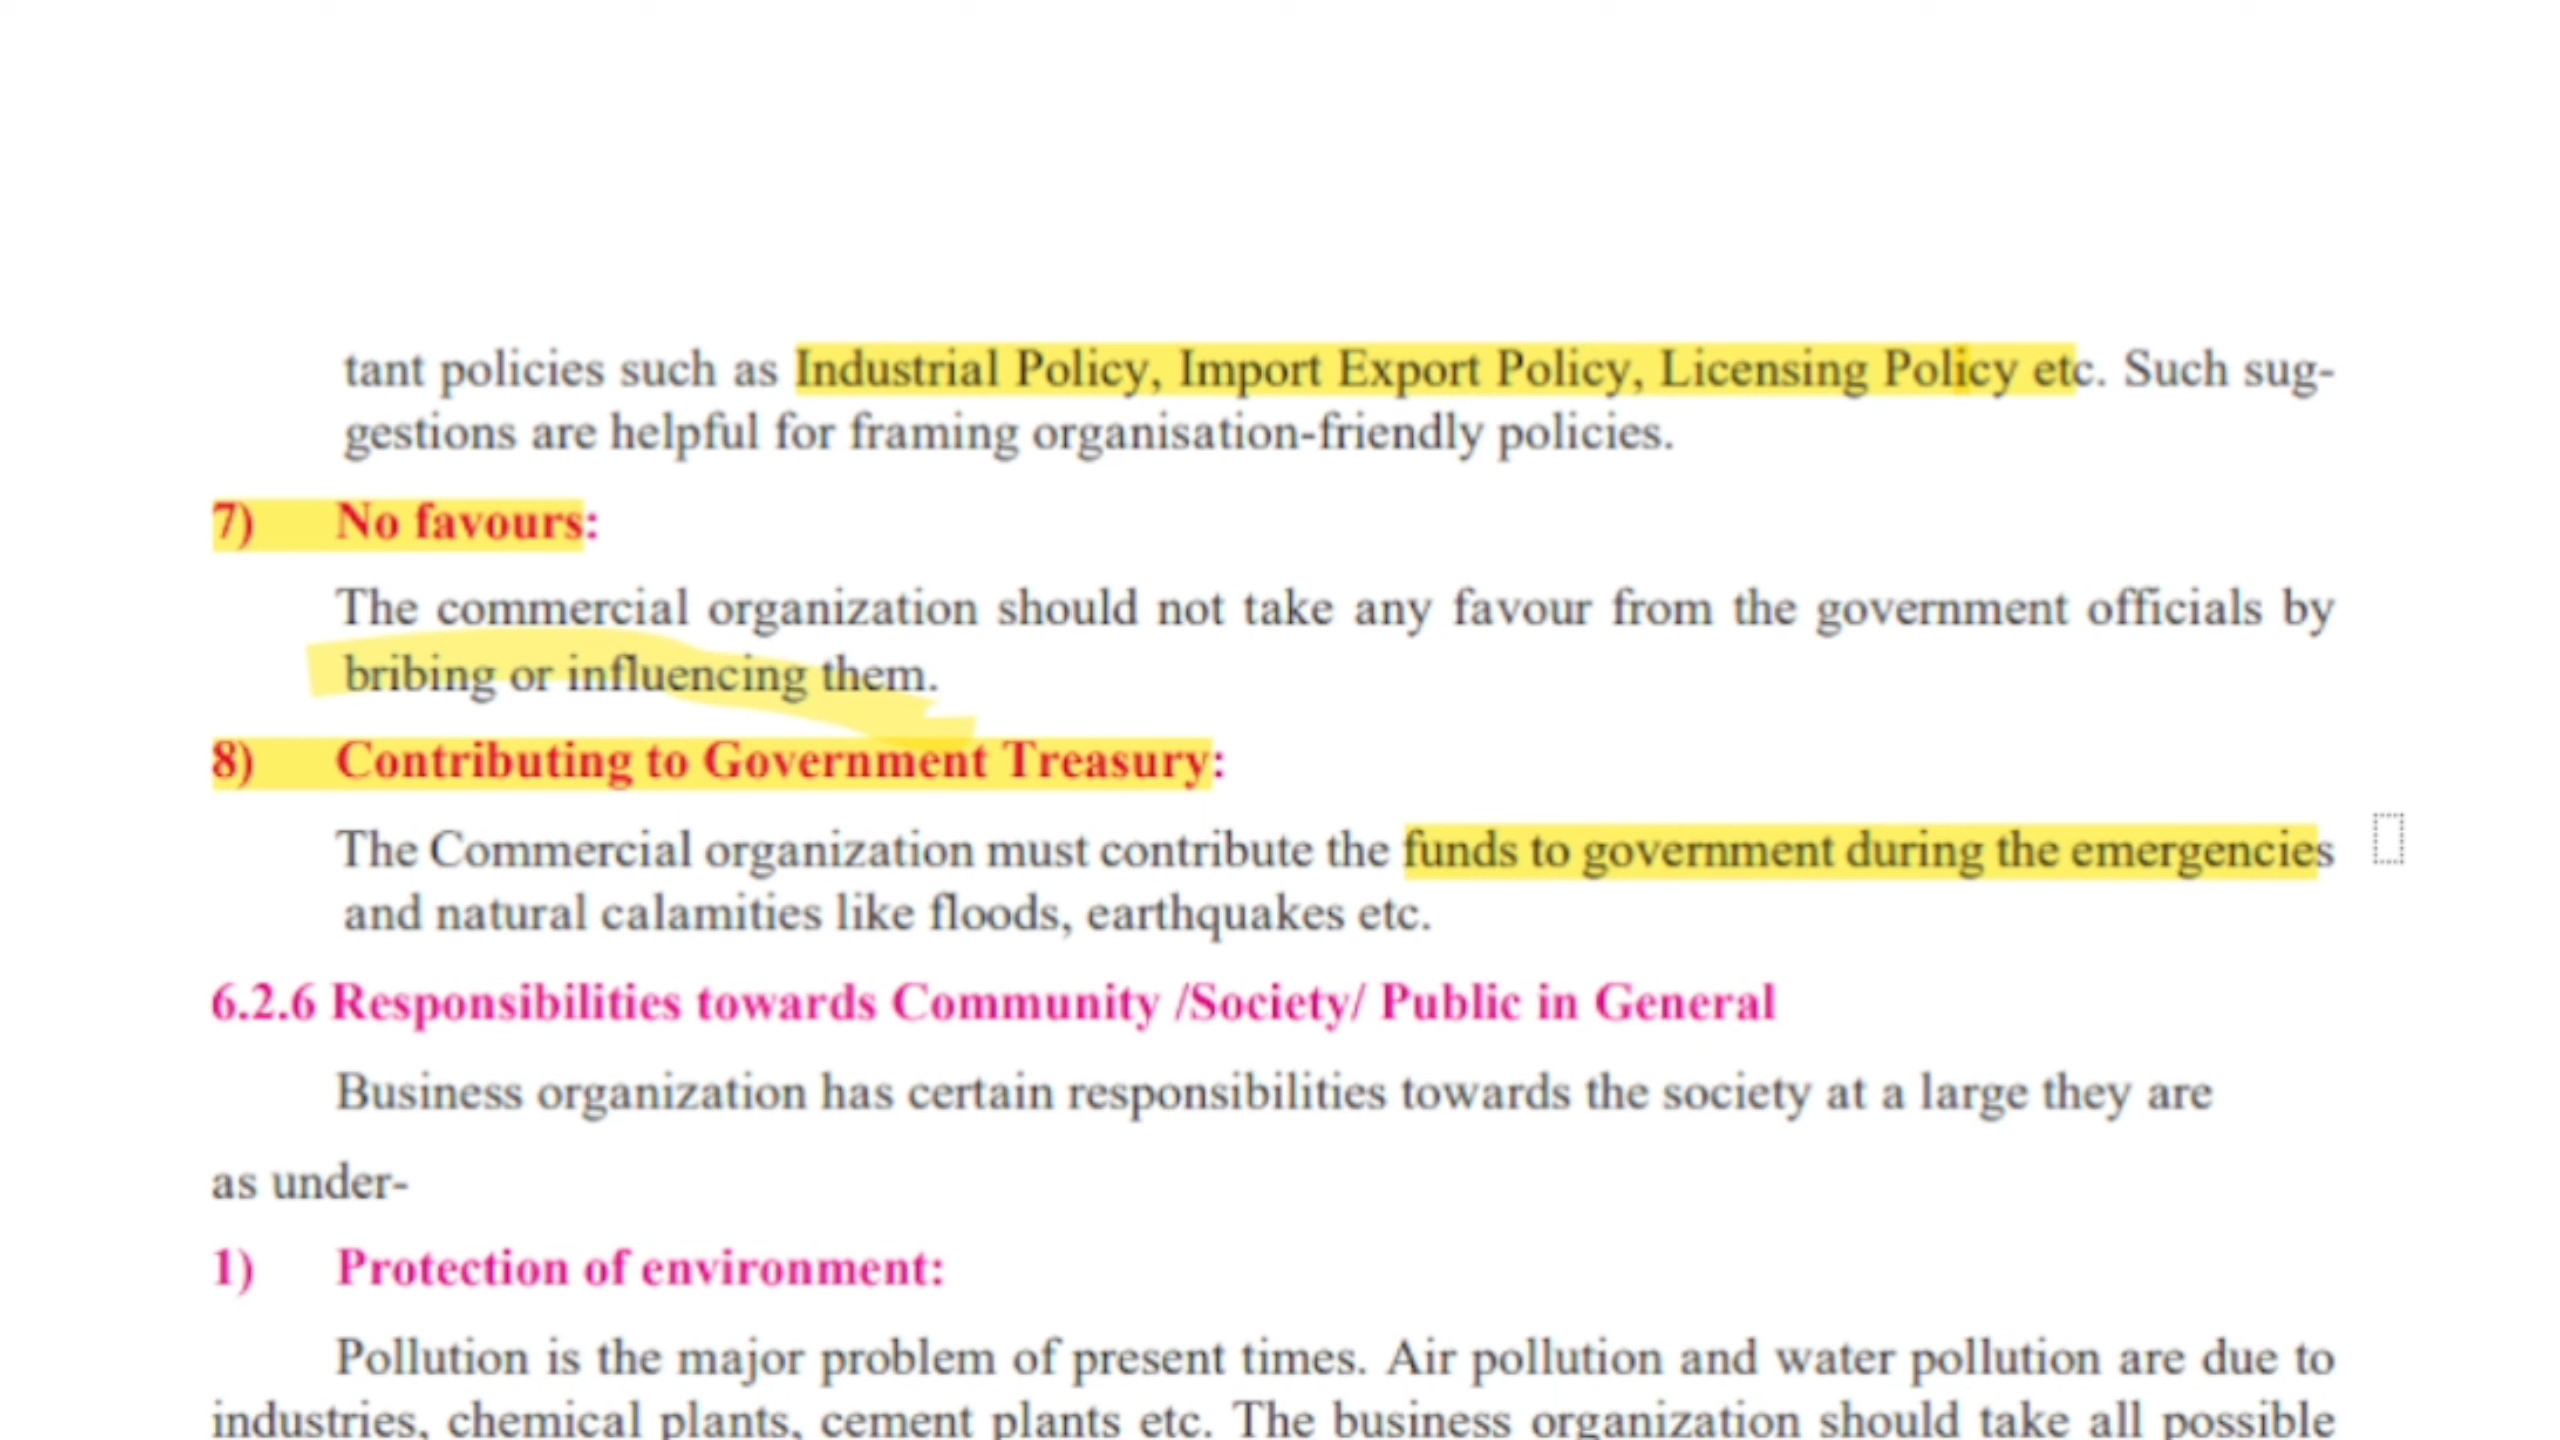 tant policies such as Industrial Policy, Import Export Policy, Licensing Policy etc. Such sug-
gestions are helpful for framing organisation-friendly policies.
7) No favours:
The commercial organization should not take any favour from the government officials by
bribing or influencing them.
8) Contributing to Government Treasury:
The Commercial organization must contribute the funds to government during the emergencies
and natural calamities like floods, earthquakes etc.
6.2.6 Responsibilities towards Community /Society/ Public in General
Business organization has certain responsibilities towards the society at a large they are
as under-
1) Protection of environment:
Pollution is the major problem of present times. Air pollution and water pollution are due to
industries, chemical plants, cement plants etc. The business organization should take all possible